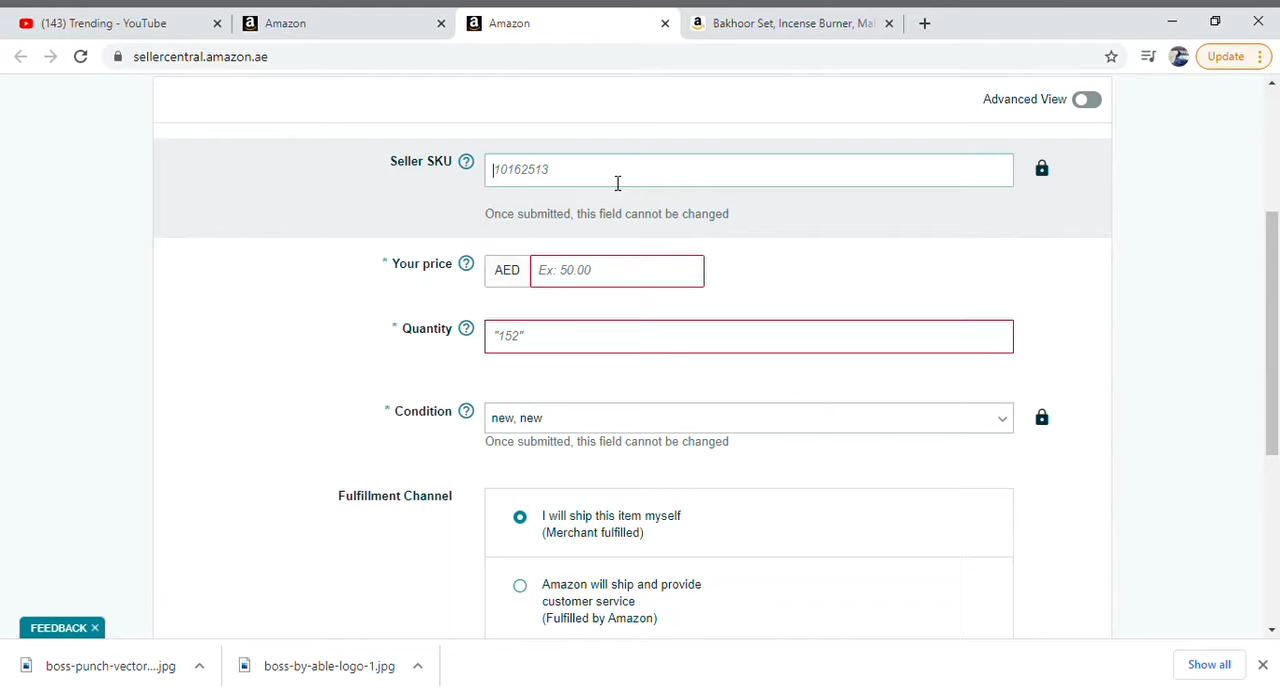 (143) Trending - YouTube
Amazon
Amazon
Bakhoor Set, Incense Burner, Mal
sellercentral.amazon.ae
Update
Advanced View
Seller SKU
10162513
Once submitted, this field cannot be changed
* Your price
AED
Ex: 50.00
* Quantity
"152"
* Condition
new, new
Once submitted, this field cannot be changed
Fulfillment Channel
I will ship this item myself
(Merchant fulfilled)
Amazon will ship and provide
customer service
(Fulfilled by Amazon)
FEEDBACK
boss-punch-vector....jpg
boss-by-able-logo-1.jpg
Show all